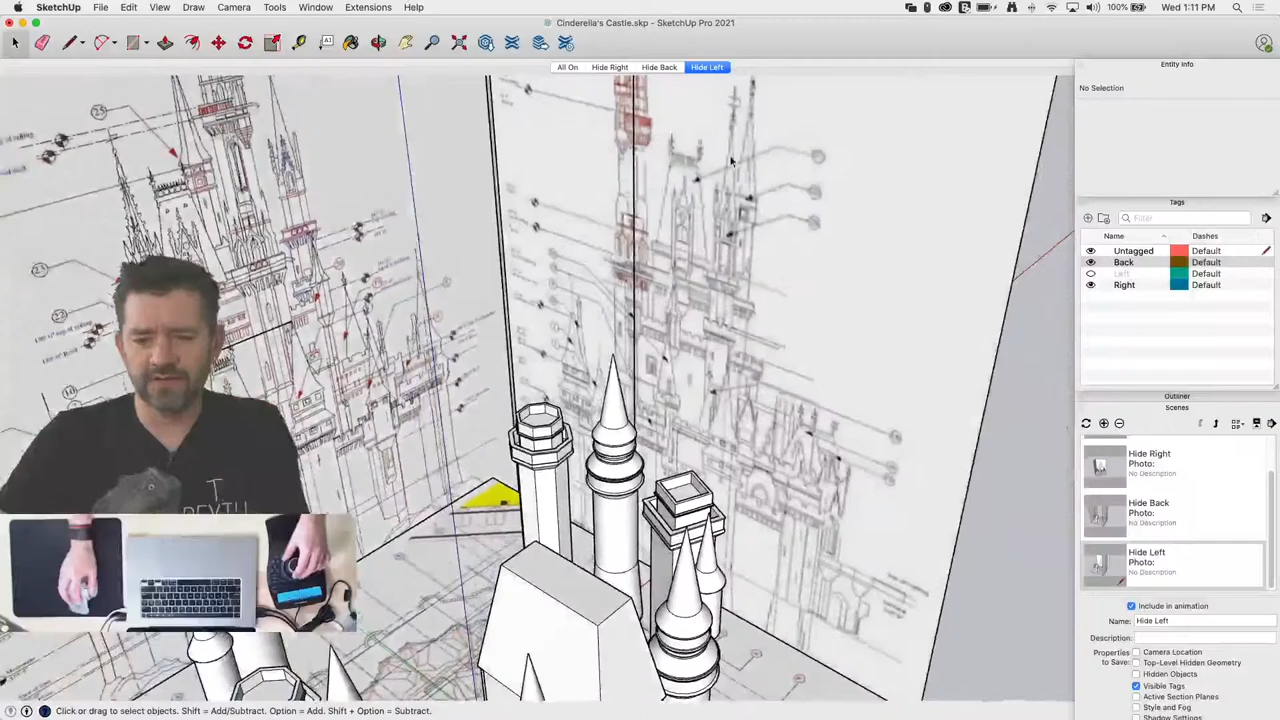 SketchUp File Edit View Draw Camera Tools Window Extensions Help
100% Wed 1:11 PM
Cinderella's Castle.skp - SketchUp Pro 2021
All On Hide Right Hide Back Hide Left
Entity Info
No Selection
Tags
Filter
Name Dashes
Untagged Default
Back Default
Left Default
Right Default
Outliner
Scenes
Hide Right
Photo:
No Description
Hide Back
Photo:
No Description
Hide Left
Photo:
No Description
Include in animation
Name: Hide Left
Description:
Properties to Save:
Camera Location
Top-Level Hidden Geometry
Hidden Objects
Visible Tags
Active Section Planes
Style and Fog
Shadow Settings
25
23
Click or drag to select objects. Shift = Add/Subtract. Option = Add. Shift + Option = Subtract.